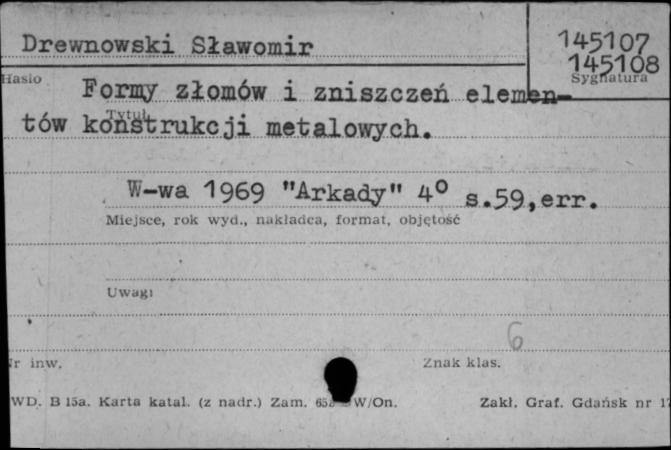 Drewnowski Sławomir
145107
145108
Hasło
Sygnatura
Formy złomów i zniszczeń elemen-
Tytuł
tów konstrukcji metalowych.
W-wa 1969 "Arkady" 4° s.59,err.
Miejsce, rok wyd., nakładca, format, objętość
Uwagi
6
Nr inw.
Znak klas.
WD. B 15a. Karta katal. (z nadr.) Zam. W/On.
Zakł. Graf. Gdańsk nr